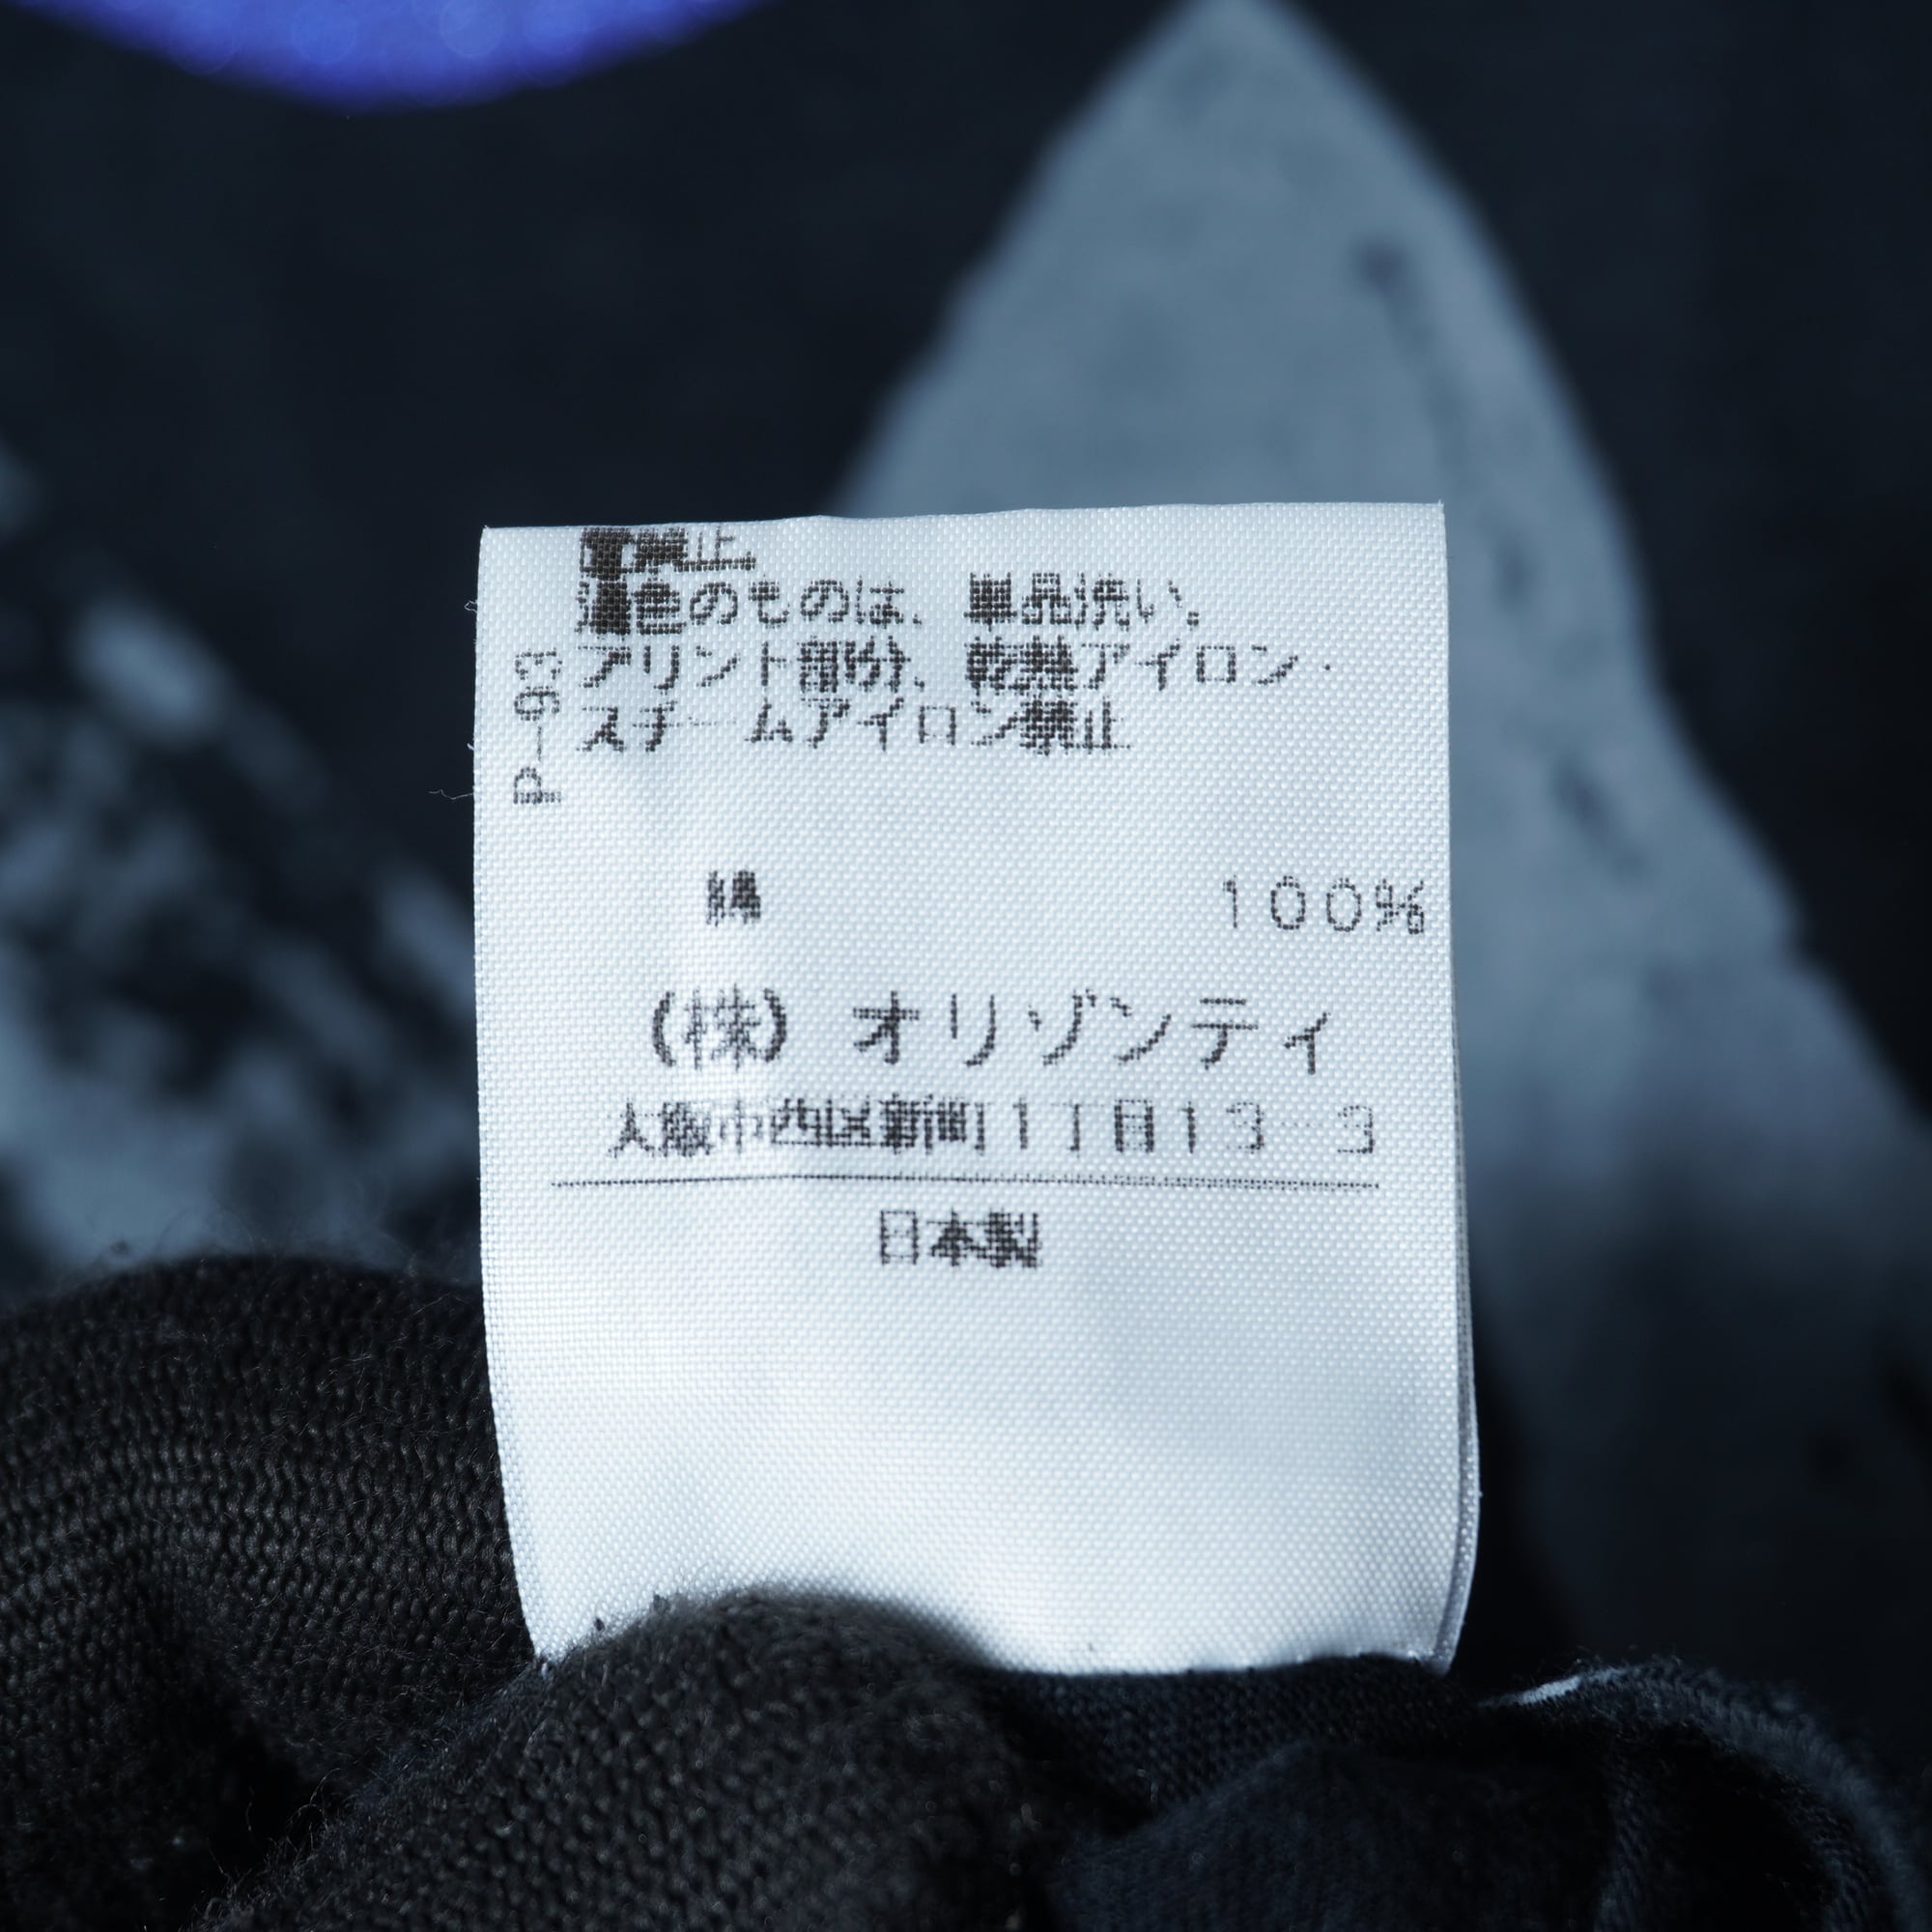 禁止。
濃色のものは、単品洗い。
プリント部分、乾熱アイロン・
スチームアイロン禁止
P-93
綿 100%
(株) オリゾンティ
大阪市西区新町1丁目13-3
日本製